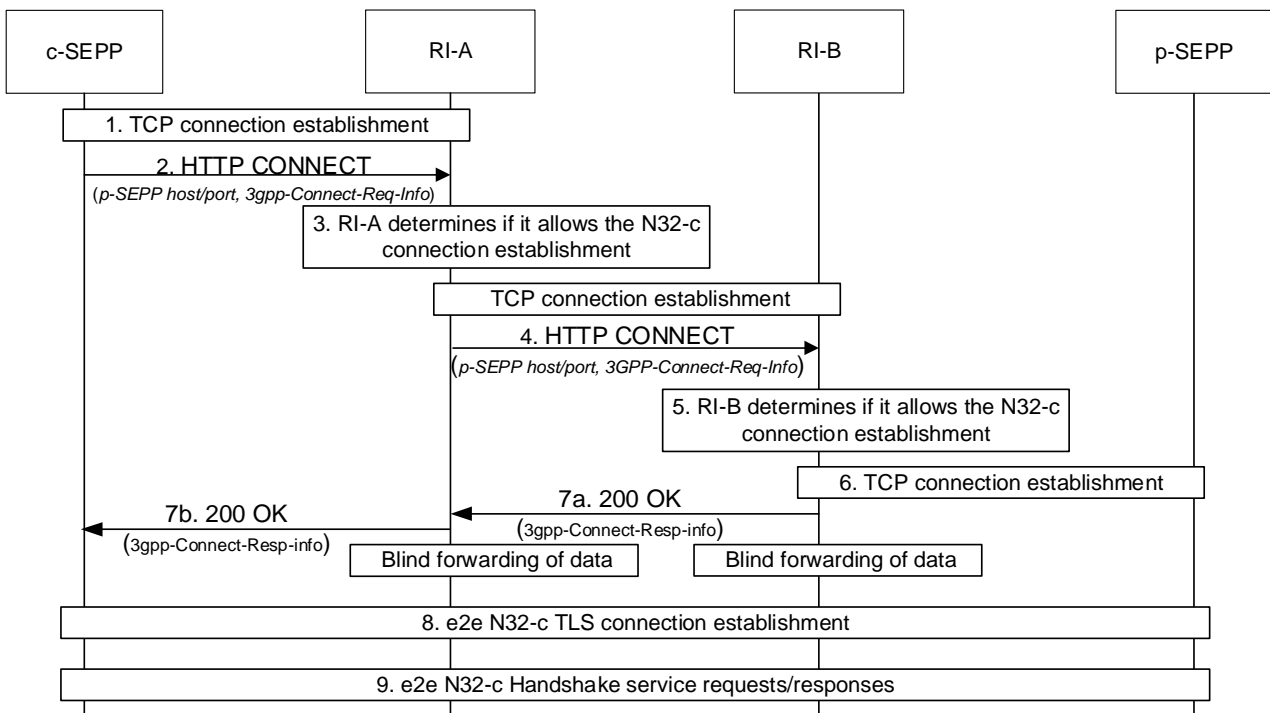 c-SEPP
RI-A
RI-B
p-SEPP
1. TCP connection establishment
2. HTTP CONNECT
(p-SEPP host/port, 3gpp-Connect-Req-Info)
3. RI-A determines if it allows the N32-c
connection establishment
TCP connection establishment
4. HTTP CONNECT
(p-SEPP host/port, 3GPP-Connect-Req-Info)
5. RI-B determines if it allows the N32-c
connection establishment
6. TCP connection establishment
7a. 200 OK
(3gpp-Connect-Resp-info)
7b. 200 OK
(3gpp-Connect-Resp-info)
Blind forwarding of data
Blind forwarding of data
8. e2e N32-c TLS connection establishment
9. e2e N32-c Handshake service requests/responses